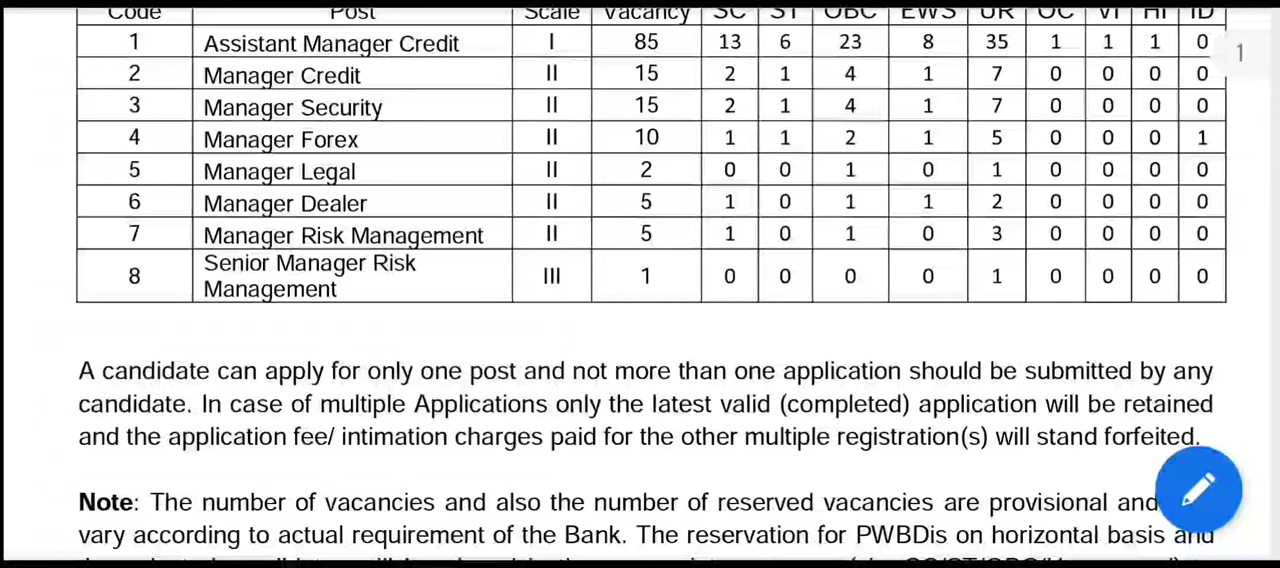 Code Post Scale Vacancy SC ST OBC EWS UR OC VI HI ID
1 Assistant Manager Credit I 85 13 6 23 8 35 1 1 1 0
1
2 Manager Credit II 15 2 1 4 1 7 0 0 0 0
3 Manager Security II 15 2 1 4 1 7 0 0 0 0
4 Manager Forex II 10 1 1 2 1 5 0 0 0 1
5 Manager Legal II 2 0 0 1 0 1 0 0 0 0
6 Manager Dealer II 5 1 0 1 1 2 0 0 0 0
7 Manager Risk Management II 5 1 0 1 0 3 0 0 0 0
8 Senior Manager Risk Management III 1 0 0 0 0 1 0 0 0 0
A candidate can apply for only one post and not more than one application should be submitted by any
candidate. In case of multiple Applications only the latest valid (completed) application will be retained
and the application fee/ intimation charges paid for the other multiple registration(s) will stand forfeited.
Note: The number of vacancies and also the number of reserved vacancies are provisional and
vary according to actual requirement of the Bank. The reservation for PWBDis on horizontal basis and